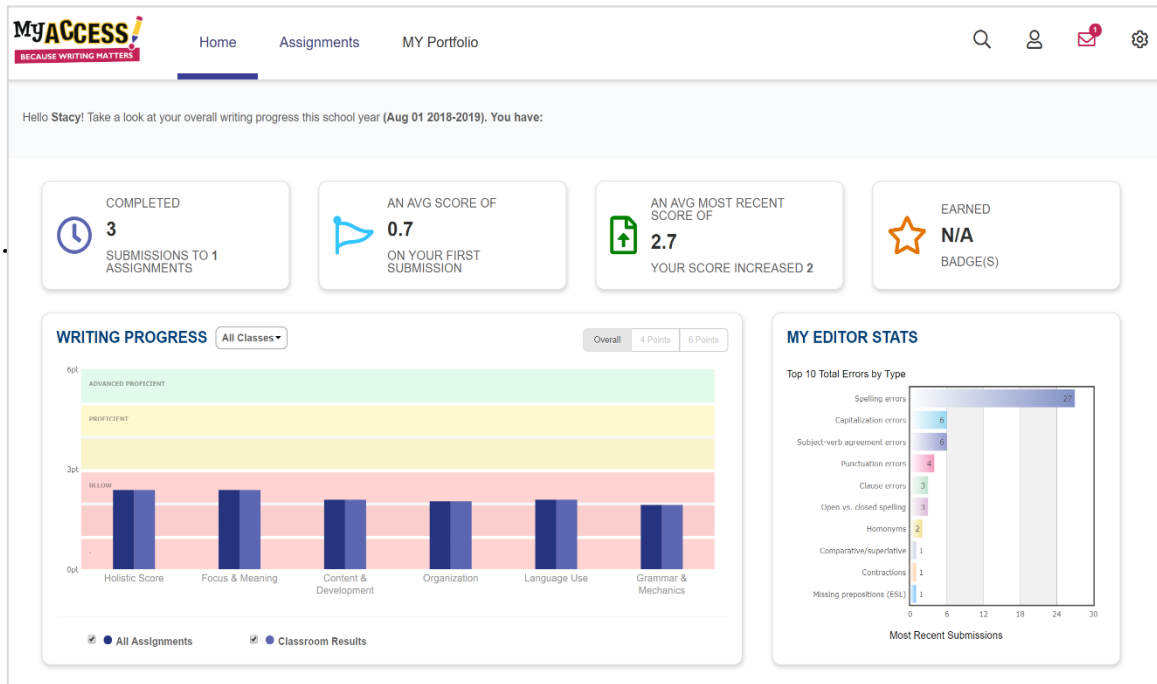 MYACCESS!
BECAUSE WRITING MATTERS
Home
Assignments
MY Portfolio
1
Hello Stacy! Take a look at your overall writing progress this school year (Aug 01 2018-2019). You have:
COMPLETED
3
SUBMISSIONS TO 1
ASSIGNMENTS
AN AVG SCORE OF
0.7
ON YOUR FIRST
SUBMISSION
AN AVG MOST RECENT
SCORE OF
2.7
YOUR SCORE INCREASED 2
EARNED
N/A
BADGE(S)
WRITING PROGRESS
All Classes
Overall
4 Points
6 Points
6pt
ADVANCED PROFICIENT
PROFICIENT
3pt
BELOW
0pt
Holistic Score
Focus & Meaning
Content &
Development
Organization
Language Use
Grammar &
Mechanics
All Assignments
Classroom Results
MY EDITOR STATS
Top 10 Total Errors by Type
Spelling errors 27
Capitalization errors 6
Subject-verb agreement errors 6
Punctuation errors 4
Clause errors 3
Open vs. closed spelling 3
Homonyms 2
Comparative/superlative 1
Contractions 1
Missing prepositions (ESL) 1
0 6 12 18 24 30
Most Recent Submissions